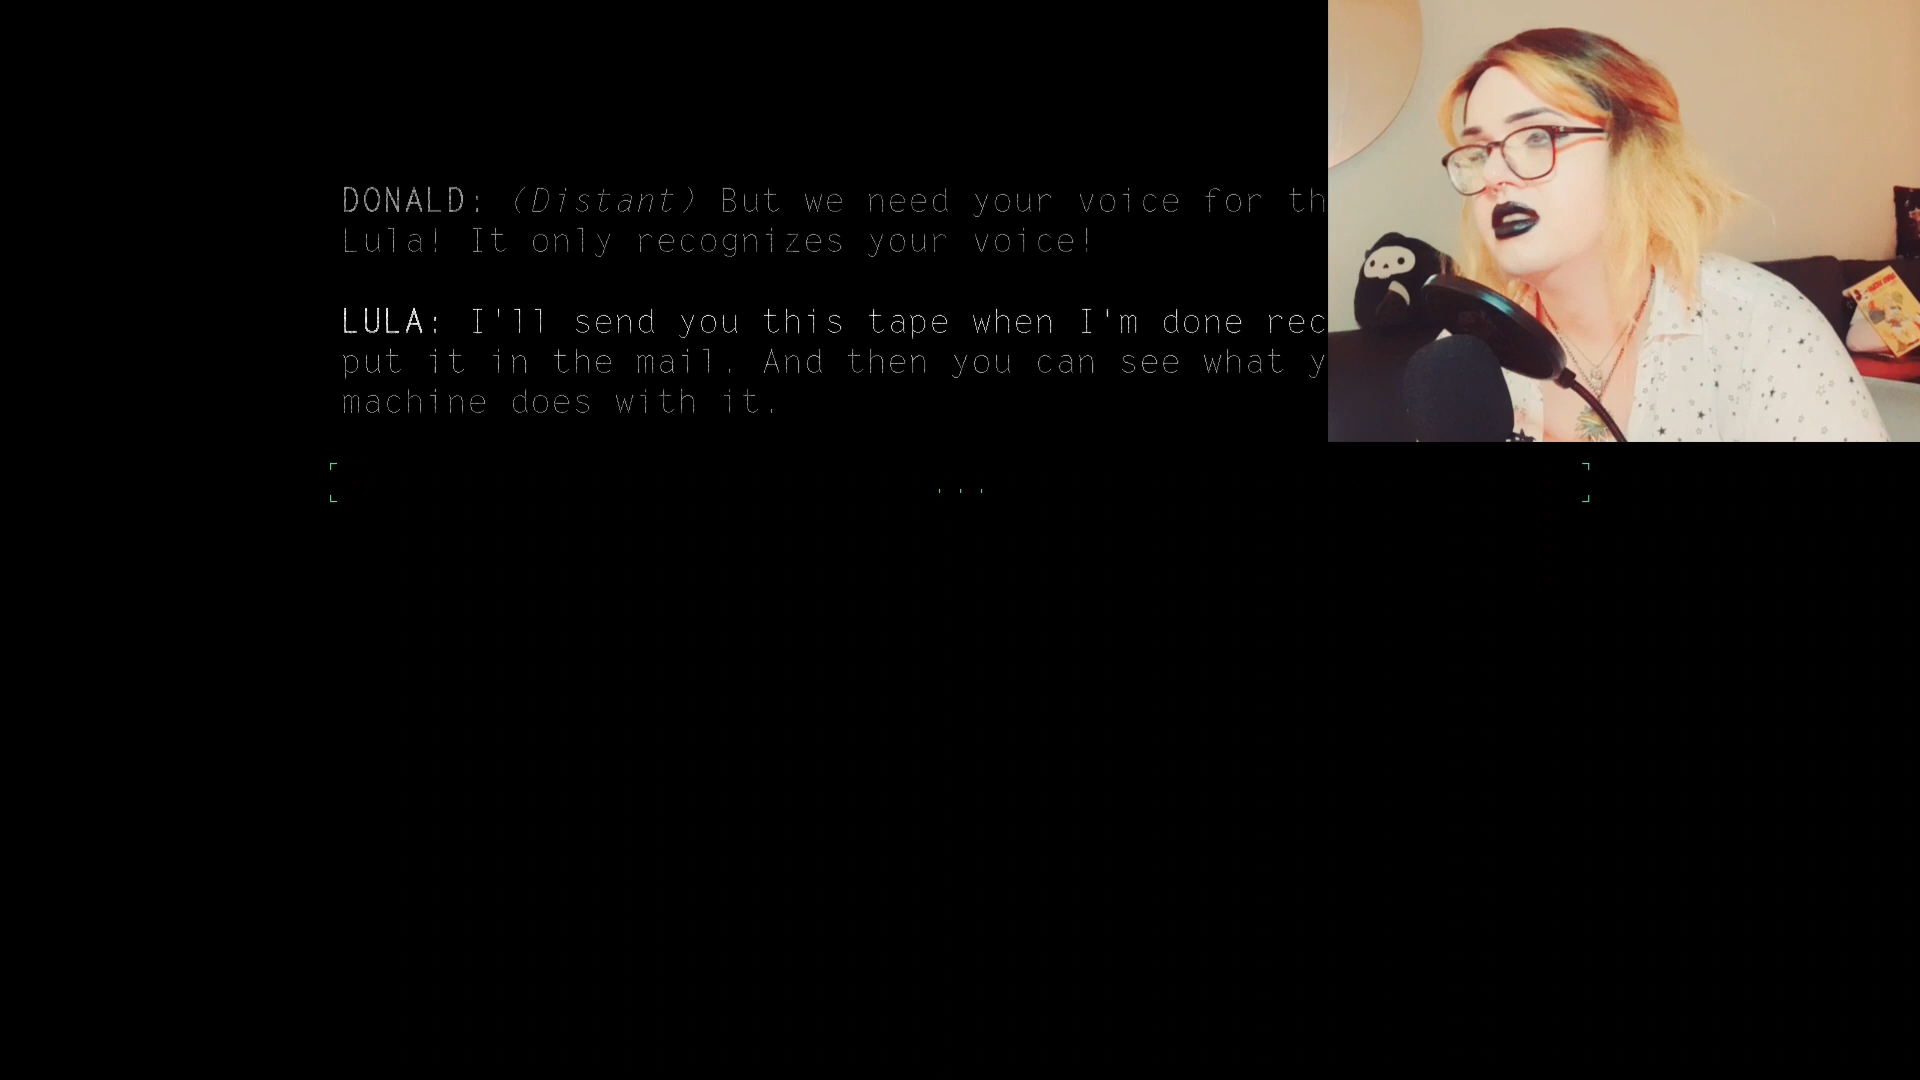 DONALD: (Distant) But we need your voice for th
Lula! It only recognizes your voice!
LULA: I'll send you this tape when I'm done rec
put it in the mail. And then you can see what y
machine does with it.
. . .